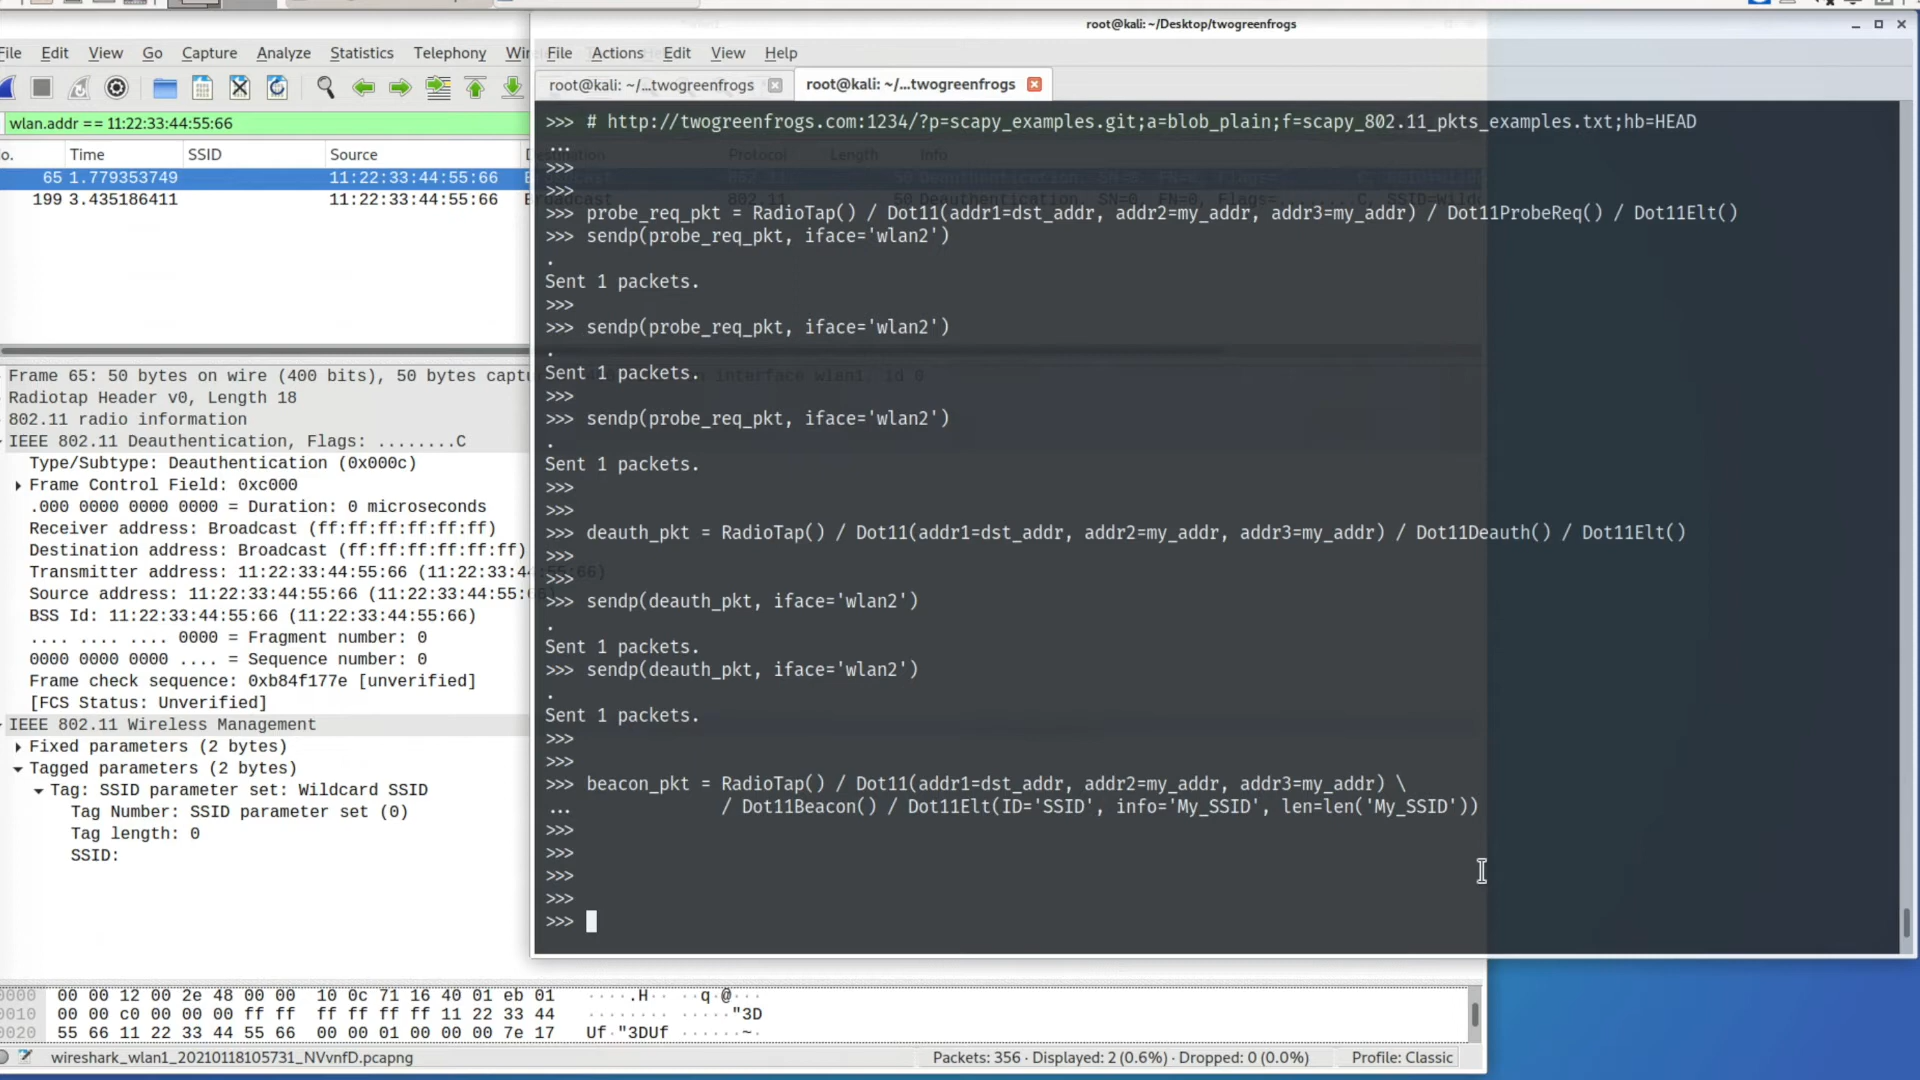 root@kali: ~/Desktop/twogreenfrogs
File Edit View Go Capture Analyze Statistics Telephony
File Actions Edit View Help
root@kali: ~/...twogreenfrogs
root@kali: ~/...twogreenfrogs
wlan.addr == 11:22:33:44:55:66
Time SSID Source Destination Protocol Length Info
65 1.779353749 11:22:33:44:55:66
199 3.435186411 11:22:33:44:55:66
Frame 65: 50 bytes on wire (400 bits), 50 bytes capt
Radiotap Header v0, Length 18
802.11 radio information
IEEE 802.11 Deauthentication, Flags: ........C
Type/Subtype: Deauthentication (0x000c)
Frame Control Field: 0xc000
.000 0000 0000 0000 = Duration: 0 microseconds
Receiver address: Broadcast (ff:ff:ff:ff:ff:ff)
Destination address: Broadcast (ff:ff:ff:ff:ff:ff)
Transmitter address: 11:22:33:44:55:66 (11:22:33:44:55:66)
Source address: 11:22:33:44:55:66 (11:22:33:44:55:66)
BSS Id: 11:22:33:44:55:66 (11:22:33:44:55:66)
.... .... .... 0000 = Fragment number: 0
0000 0000 0000 .... = Sequence number: 0
Frame check sequence: 0xb84f177e [unverified]
[FCS Status: Unverified]
IEEE 802.11 Wireless Management
Fixed parameters (2 bytes)
Tagged parameters (2 bytes)
Tag: SSID parameter set: Wildcard SSID
Tag Number: SSID parameter set (0)
Tag length: 0
SSID:
>>> # http://twogreenfrogs.com:1234/?p=scapy_examples.git;a=blob_plain;f=scapy_802.11_pkts_examples.txt;hb=HEAD
...
>>>
>>>
>>> probe_req_pkt = RadioTap() / Dot11(addr1=dst_addr, addr2=my_addr, addr3=my_addr) / Dot11ProbeReq() / Dot11Elt()
>>> sendp(probe_req_pkt, iface='wlan2')
.
Sent 1 packets.
>>>
>>> sendp(probe_req_pkt, iface='wlan2')
.
Sent 1 packets.
>>>
>>> sendp(probe_req_pkt, iface='wlan2')
.
Sent 1 packets.
>>>
>>>
>>> deauth_pkt = RadioTap() / Dot11(addr1=dst_addr, addr2=my_addr, addr3=my_addr) / Dot11Deauth() / Dot11Elt()
>>>
>>>
>>> sendp(deauth_pkt, iface='wlan2')
.
Sent 1 packets.
>>> sendp(deauth_pkt, iface='wlan2')
.
Sent 1 packets.
>>>
>>>
>>> beacon_pkt = RadioTap() / Dot11(addr1=dst_addr, addr2=my_addr, addr3=my_addr) \
... / Dot11Beacon() / Dot11Elt(ID='SSID', info='My_SSID', len=len('My_SSID'))
>>>
>>>
>>>
>>>
>>>
0000 00 00 12 00 2e 48 00 00 10 0c 71 16 40 01 eb 01 ·····.H·· ··q·@···
0010 00 00 c0 00 00 00 ff ff ff ff ff ff 11 22 33 44 ········ ·····"3D
0020 55 66 11 22 33 44 55 66 00 00 01 00 00 00 7e 17 Uf·"3DUf ······~·
wireshark_wlan1_20210118105731_NVvnfD.pcapng
Packets: 356 · Displayed: 2 (0.6%) · Dropped: 0 (0.0%)
Profile: Classic